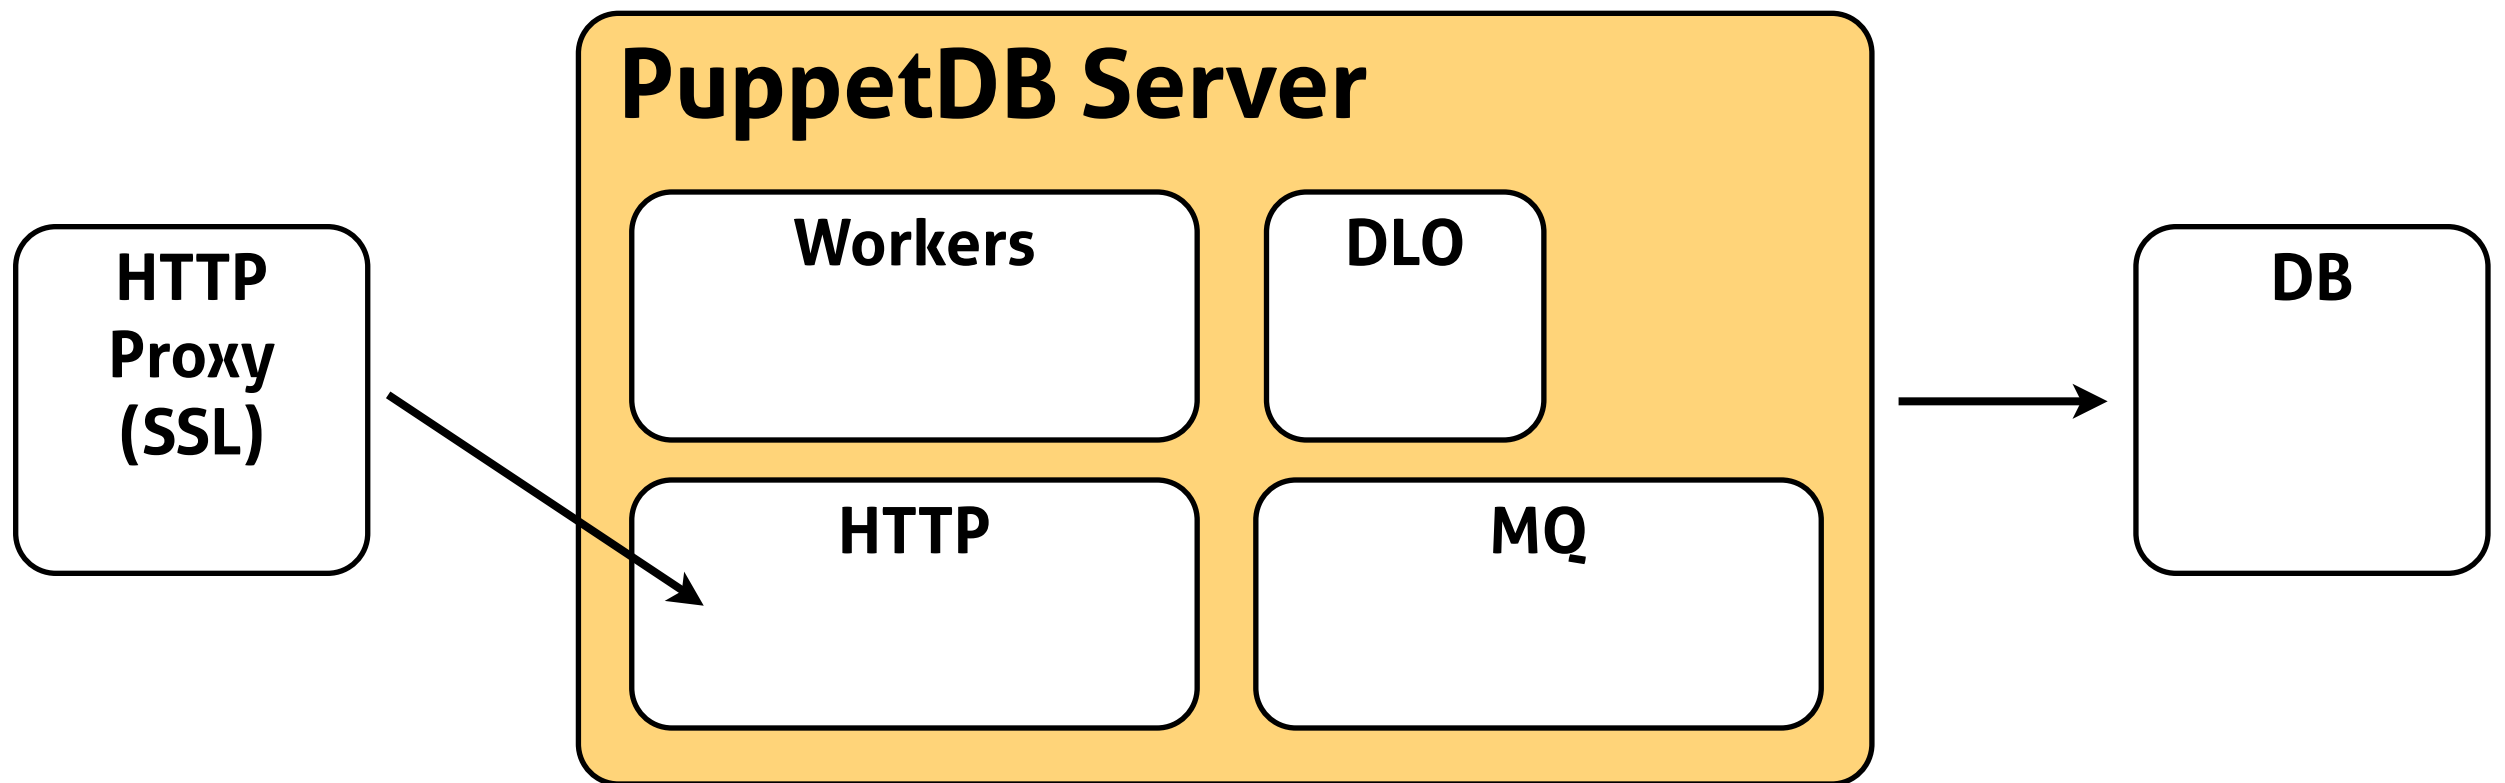 PuppetDB Server
HTTP
Proxy
(SSL)
Workers
DLO
HTTP
MQ
DB